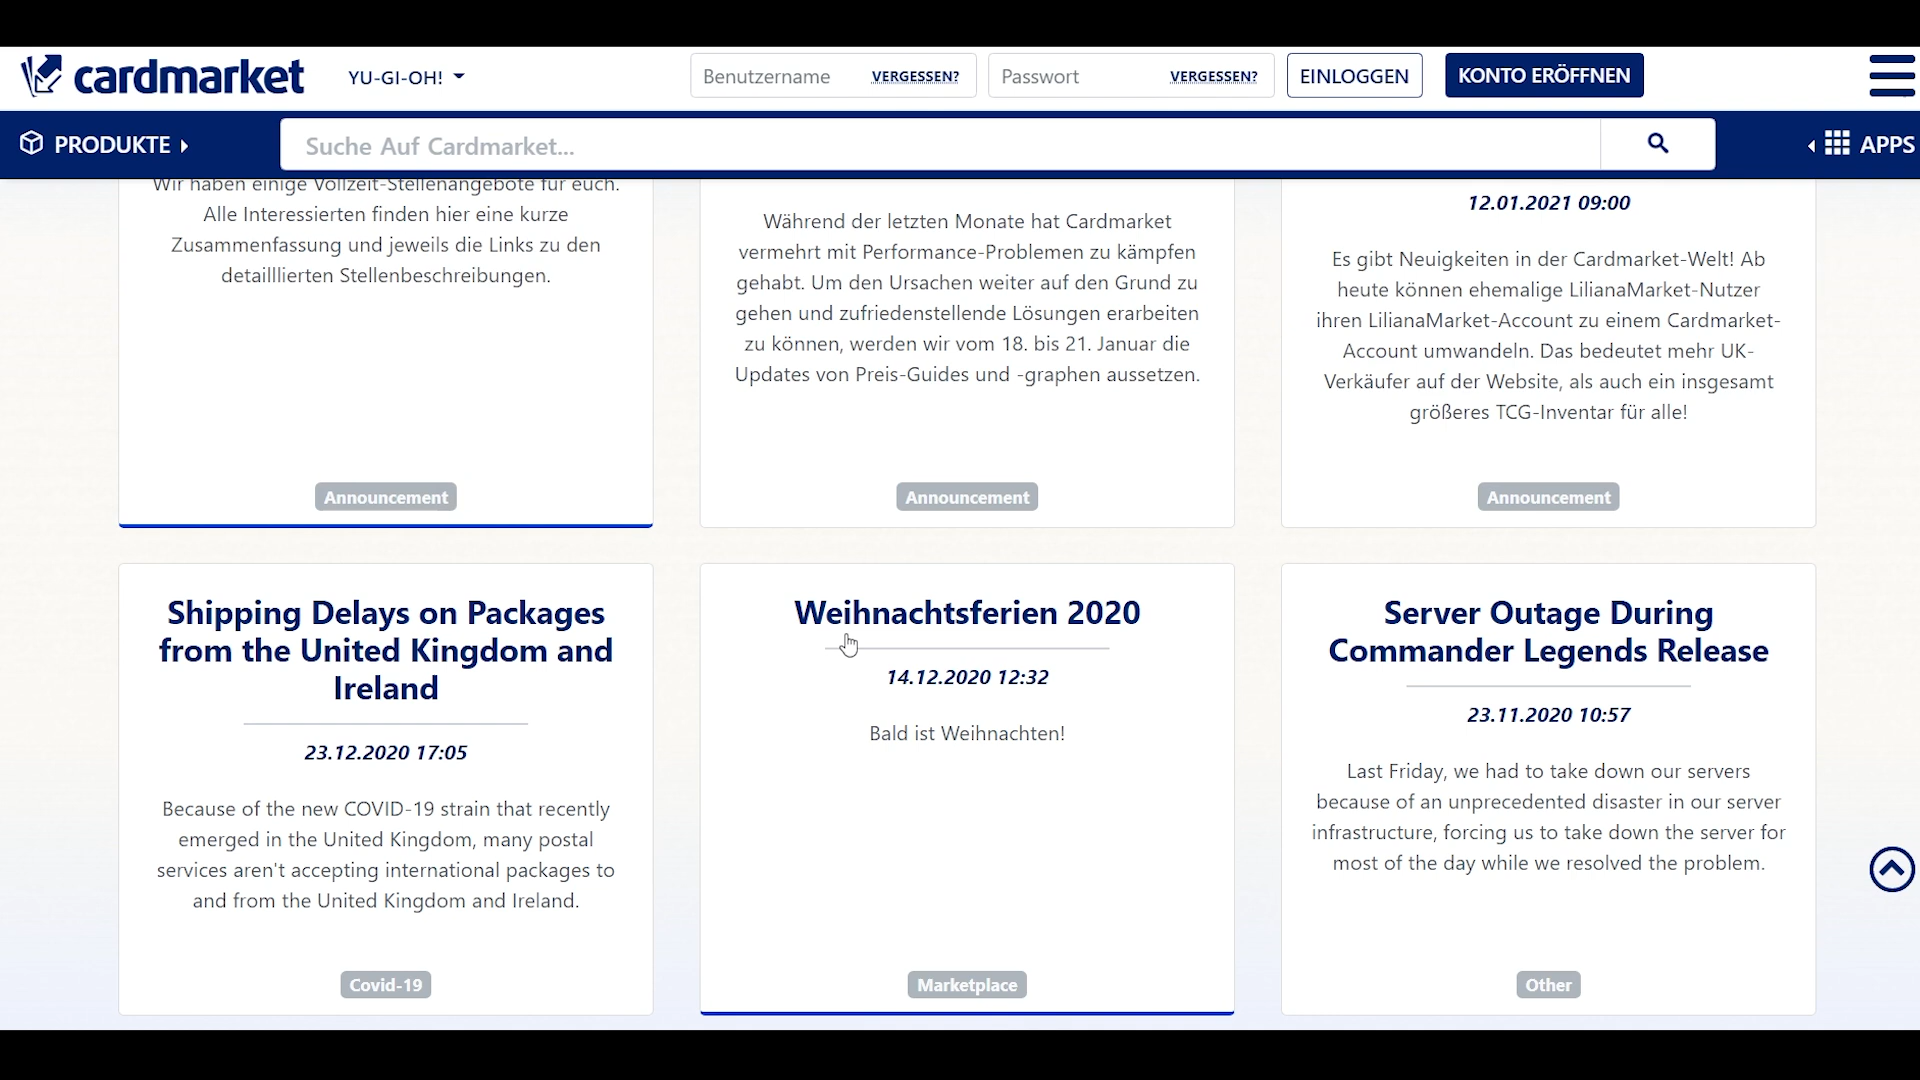 cardmarket
YU-GI-OH!
Benutzername
VERGESSEN?
Passwort
VERGESSEN?
EINLOGGEN
KONTO ERÖFFNEN
PRODUKTE
Suche Auf Cardmarket...
APPS
Wir haben einige Vollzeit-Stellenangebote für euch.
Alle Interessierten finden hier eine kurze
Zusammenfassung und jeweils die Links zu den
detailllierten Stellenbeschreibungen.
Announcement
Während der letzten Monate hat Cardmarket
vermehrt mit Performance-Problemen zu kämpfen
gehabt. Um den Ursachen weiter auf den Grund zu
gehen und zufriedenstellende Lösungen erarbeiten
zu können, werden wir vom 18. bis 21. Januar die
Updates von Preis-Guides und -graphen aussetzen.
Announcement
12.01.2021 09:00
Es gibt Neuigkeiten in der Cardmarket-Welt! Ab
heute können ehemalige LilianaMarket-Nutzer
ihren LilianaMarket-Account zu einem Cardmarket-
Account umwandeln. Das bedeutet mehr UK-
Verkäufer auf der Website, als auch ein insgesamt
größeres TCG-Inventar für alle!
Announcement
Shipping Delays on Packages
from the United Kingdom and
Ireland
23.12.2020 17:05
Because of the new COVID-19 strain that recently
emerged in the United Kingdom, many postal
services aren't accepting international packages to
and from the United Kingdom and Ireland.
Covid-19
Weihnachtsferien 2020
14.12.2020 12:32
Bald ist Weihnachten!
Marketplace
Server Outage During
Commander Legends Release
23.11.2020 10:57
Last Friday, we had to take down our servers
because of an unprecedented disaster in our server
infrastructure, forcing us to take down the server for
most of the day while we resolved the problem.
Other